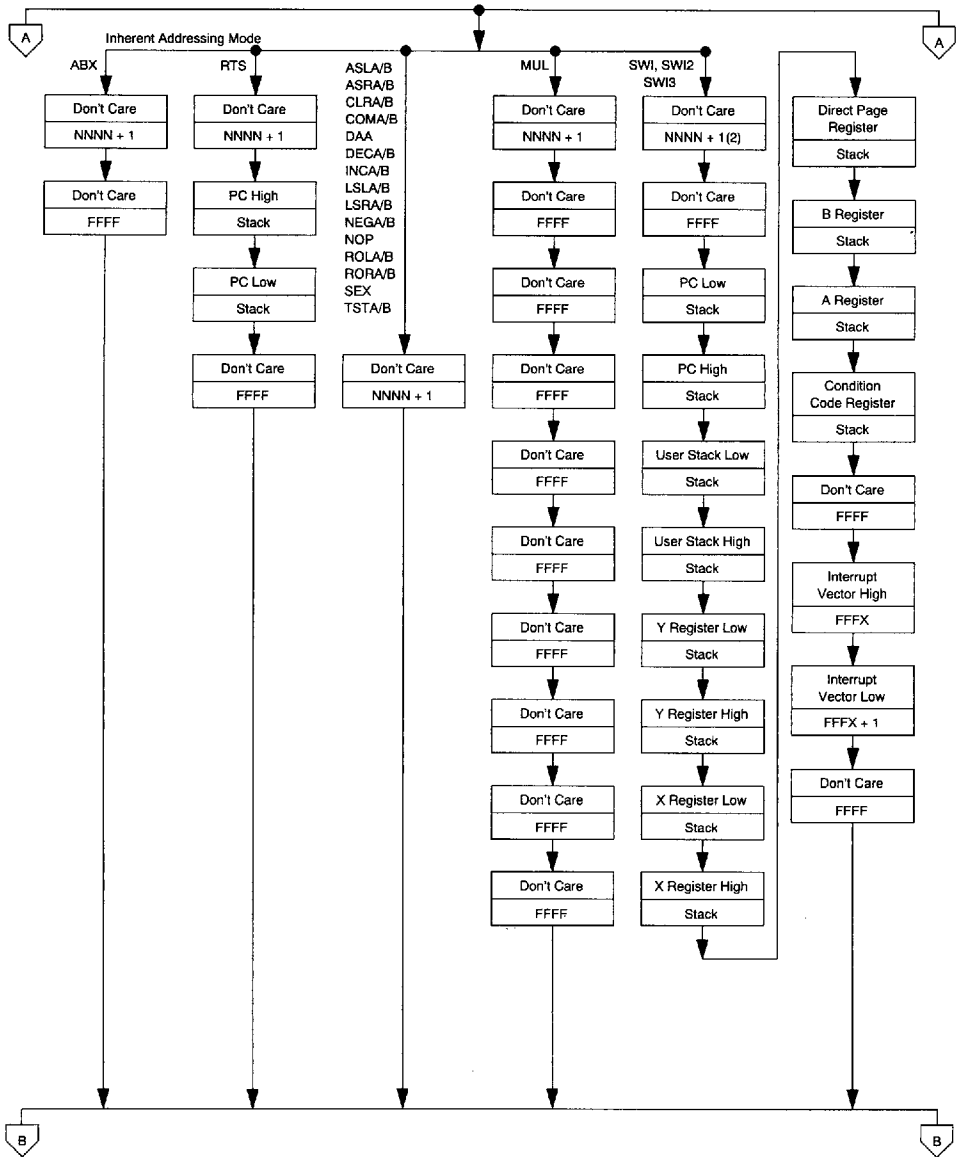 A
A
Inherent Addressing Mode
ABX
Don't Care
NNNN + 1
Don't Care
FFFF
RTS
Don't Care
NNNN + 1
PC High
Stack
PC Low
Stack
Don't Care
FFFF
ASLA/B
ASRA/B
CLRA/B
COMA/B
DAA
DECA/B
INCA/B
LSLA/B
LSRA/B
NEGA/B
NOP
ROLA/B
RORA/B
SEX
TSTA/B
Don't Care
NNNN + 1
MUL
Don't Care
NNNN + 1
Don't Care
FFFF
Don't Care
FFFF
Don't Care
FFFF
Don't Care
FFFF
Don't Care
FFFF
Don't Care
FFFF
Don't Care
FFFF
Don't Care
FFFF
Don't Care
FFFF
SWI, SWI2
SWI3
Don't Care
NNNN + 1(2)
Don't Care
FFFF
PC Low
Stack
PC High
Stack
User Stack Low
Stack
User Stack High
Stack
Y Register Low
Stack
Y Register High
Stack
X Register Low
Stack
X Register High
Stack
Direct Page
Register
Stack
B Register
Stack
A Register
Stack
Condition
Code Register
Stack
Don't Care
FFFF
Interrupt
Vector High
FFFX
Interrupt
Vector Low
FFFX + 1
Don't Care
FFFF
B
B